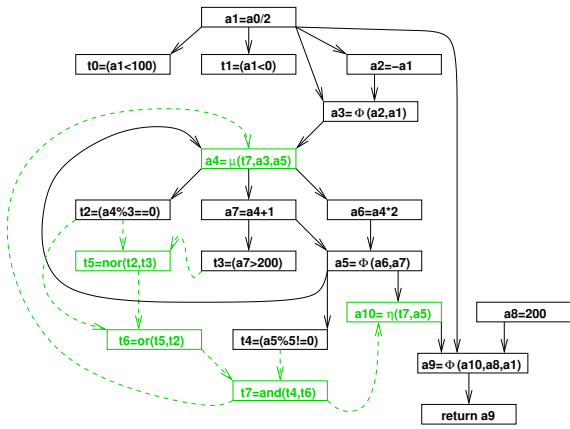 a1=a0/2
t0=(a1<100)
t1=(a1<0)
a2=−a1
a3=Φ(a2,a1)
a4=μ(t7,a3,a5)
t2=(a4%3==0)
a7=a4+1
a6=a4*2
t5=nor(t2,t3)
t3=(a7>200)
a5=Φ(a6,a7)
a10=η(t7,a5)
a8=200
t6=or(t5,t2)
t4=(a5%5!=0)
a9=Φ(a10,a8,a1)
t7=and(t4,t6)
return a9